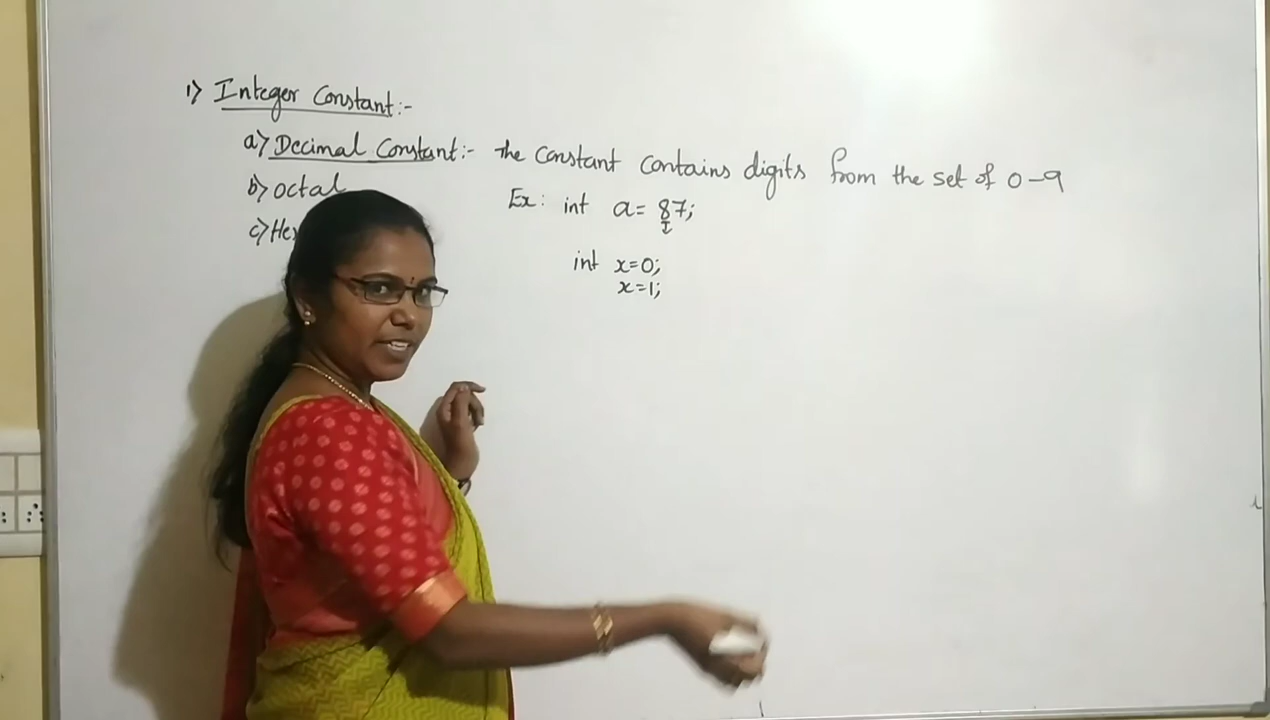 1) Integer Constant:-
a) Decimal Constant:- The constant contains digits from the set of 0-9
b) octal
Ex: int a= 87;
c) Hex
int x=0;
x=1;